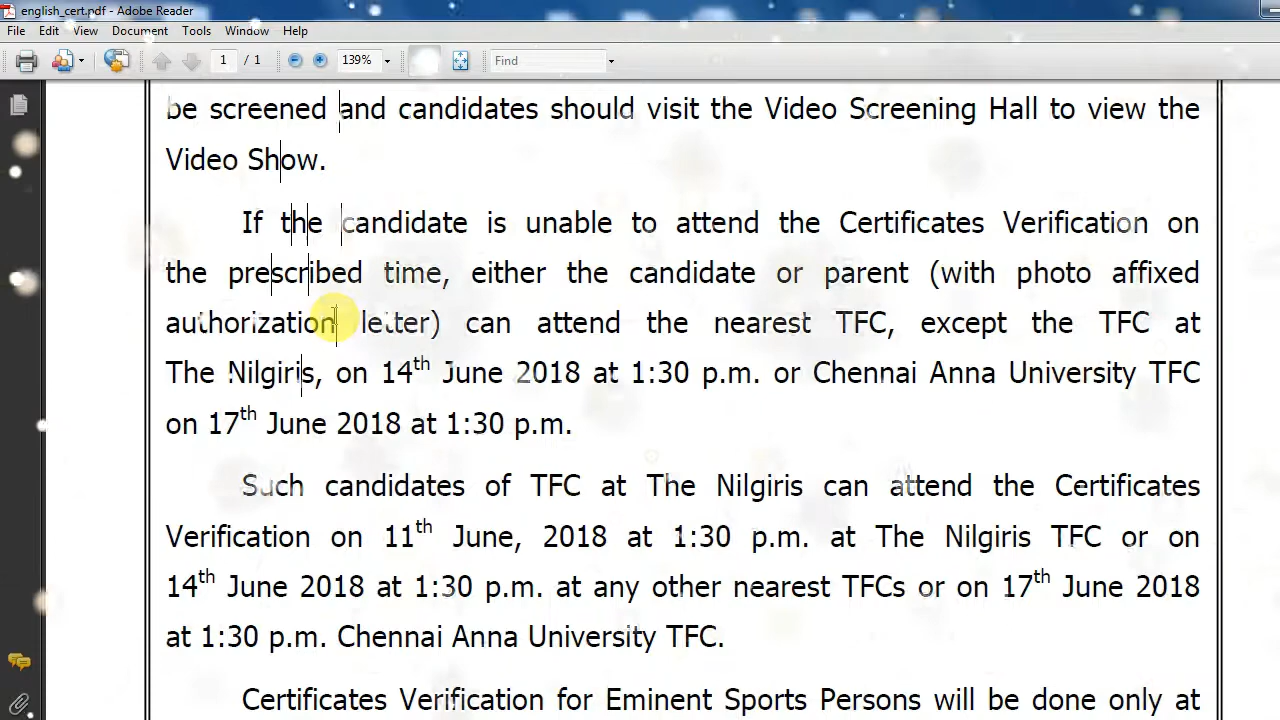 english_cert.pdf - Adobe Reader
File Edit View Document Tools Window Help
1 / 1 139% Find
be screened and candidates should visit the Video Screening Hall to view the
Video Show.
If the candidate is unable to attend the Certificates Verification on
the prescribed time, either the candidate or parent (with photo affixed
authorization letter) can attend the nearest TFC, except the TFC at
The Nilgiris, on 14th June 2018 at 1:30 p.m. or Chennai Anna University TFC
on 17th June 2018 at 1:30 p.m.
Such candidates of TFC at The Nilgiris can attend the Certificates
Verification on 11th June, 2018 at 1:30 p.m. at The Nilgiris TFC or on
14th June 2018 at 1:30 p.m. at any other nearest TFCs or on 17th June 2018
at 1:30 p.m. Chennai Anna University TFC.
Certificates Verification for Eminent Sports Persons will be done only at